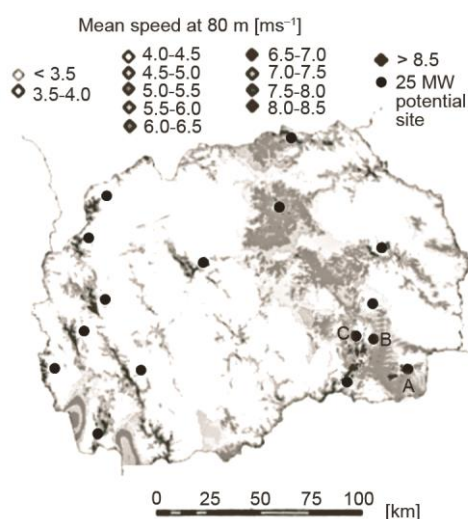 Mean speed at 80 m [ms⁻¹]
< 3.5
3.5-4.0
4.0-4.5
4.5-5.0
5.0-5.5
5.5-6.0
6.0-6.5
6.5-7.0
7.0-7.5
7.5-8.0
8.0-8.5
> 8.5
25 MW
potential
site
C B
A
0 25 50 75 100
[km]